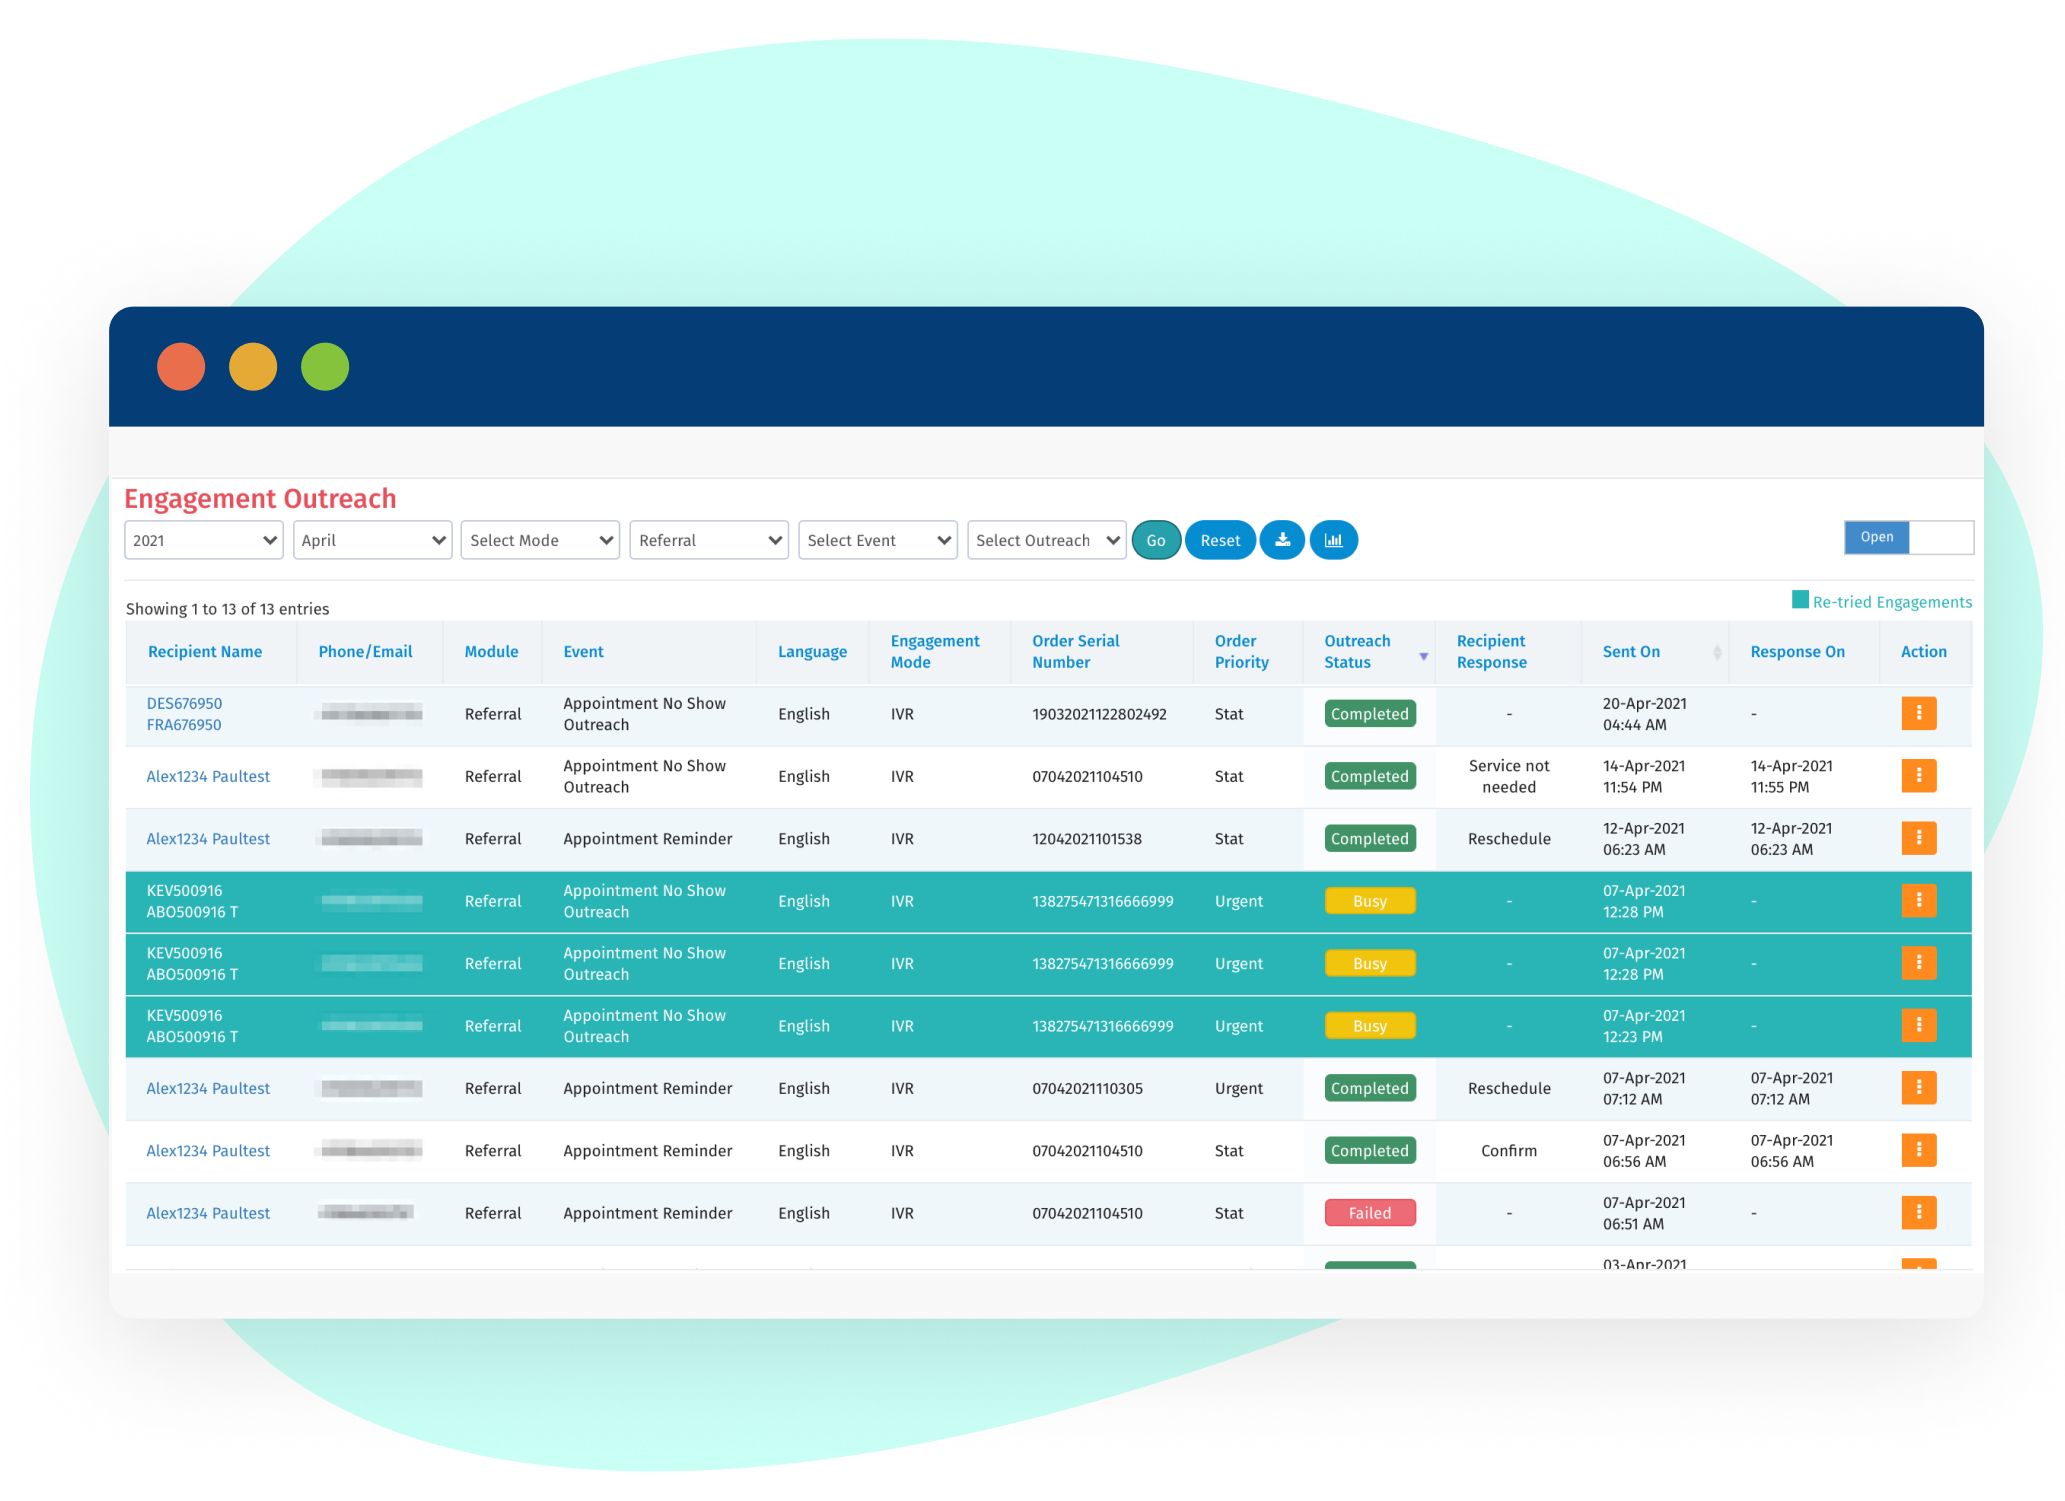 Engagement Outreach
2021 April Select Mode Referral Select Event Select Outreach Go Reset Open
Showing 1 to 13 of 13 entries
Re-tried Engagements
Recipient Name Phone/Email Module Event Language Engagement Mode Order Serial Number Order Priority Outreach Status Recipient Response Sent On Response On Action
DES676950 FRA676950 Referral Appointment No Show Outreach English IVR 19032021122802492 Stat Completed - 20-Apr-2021 04:44 AM -
Alex1234 Paultest Referral Appointment No Show Outreach English IVR 07042021104510 Stat Completed Service not needed 14-Apr-2021 11:54 PM 14-Apr-2021 11:55 PM
Alex1234 Paultest Referral Appointment Reminder English IVR 12042021101538 Stat Completed Reschedule 12-Apr-2021 06:23 AM 12-Apr-2021 06:23 AM
KEV500916 ABO500916 T Referral Appointment No Show Outreach English IVR 138275471316666999 Urgent Busy - 07-Apr-2021 12:28 PM -
KEV500916 ABO500916 T Referral Appointment No Show Outreach English IVR 138275471316666999 Urgent Busy - 07-Apr-2021 12:28 PM -
KEV500916 ABO500916 T Referral Appointment No Show Outreach English IVR 138275471316666999 Urgent Busy - 07-Apr-2021 12:23 PM -
Alex1234 Paultest Referral Appointment Reminder English IVR 07042021110305 Urgent Completed Reschedule 07-Apr-2021 07:12 AM 07-Apr-2021 07:12 AM
Alex1234 Paultest Referral Appointment Reminder English IVR 07042021104510 Stat Completed Confirm 07-Apr-2021 06:56 AM 07-Apr-2021 06:56 AM
Alex1234 Paultest Referral Appointment Reminder English IVR 07042021104510 Stat Failed - 07-Apr-2021 06:51 AM -
03-Apr-2021